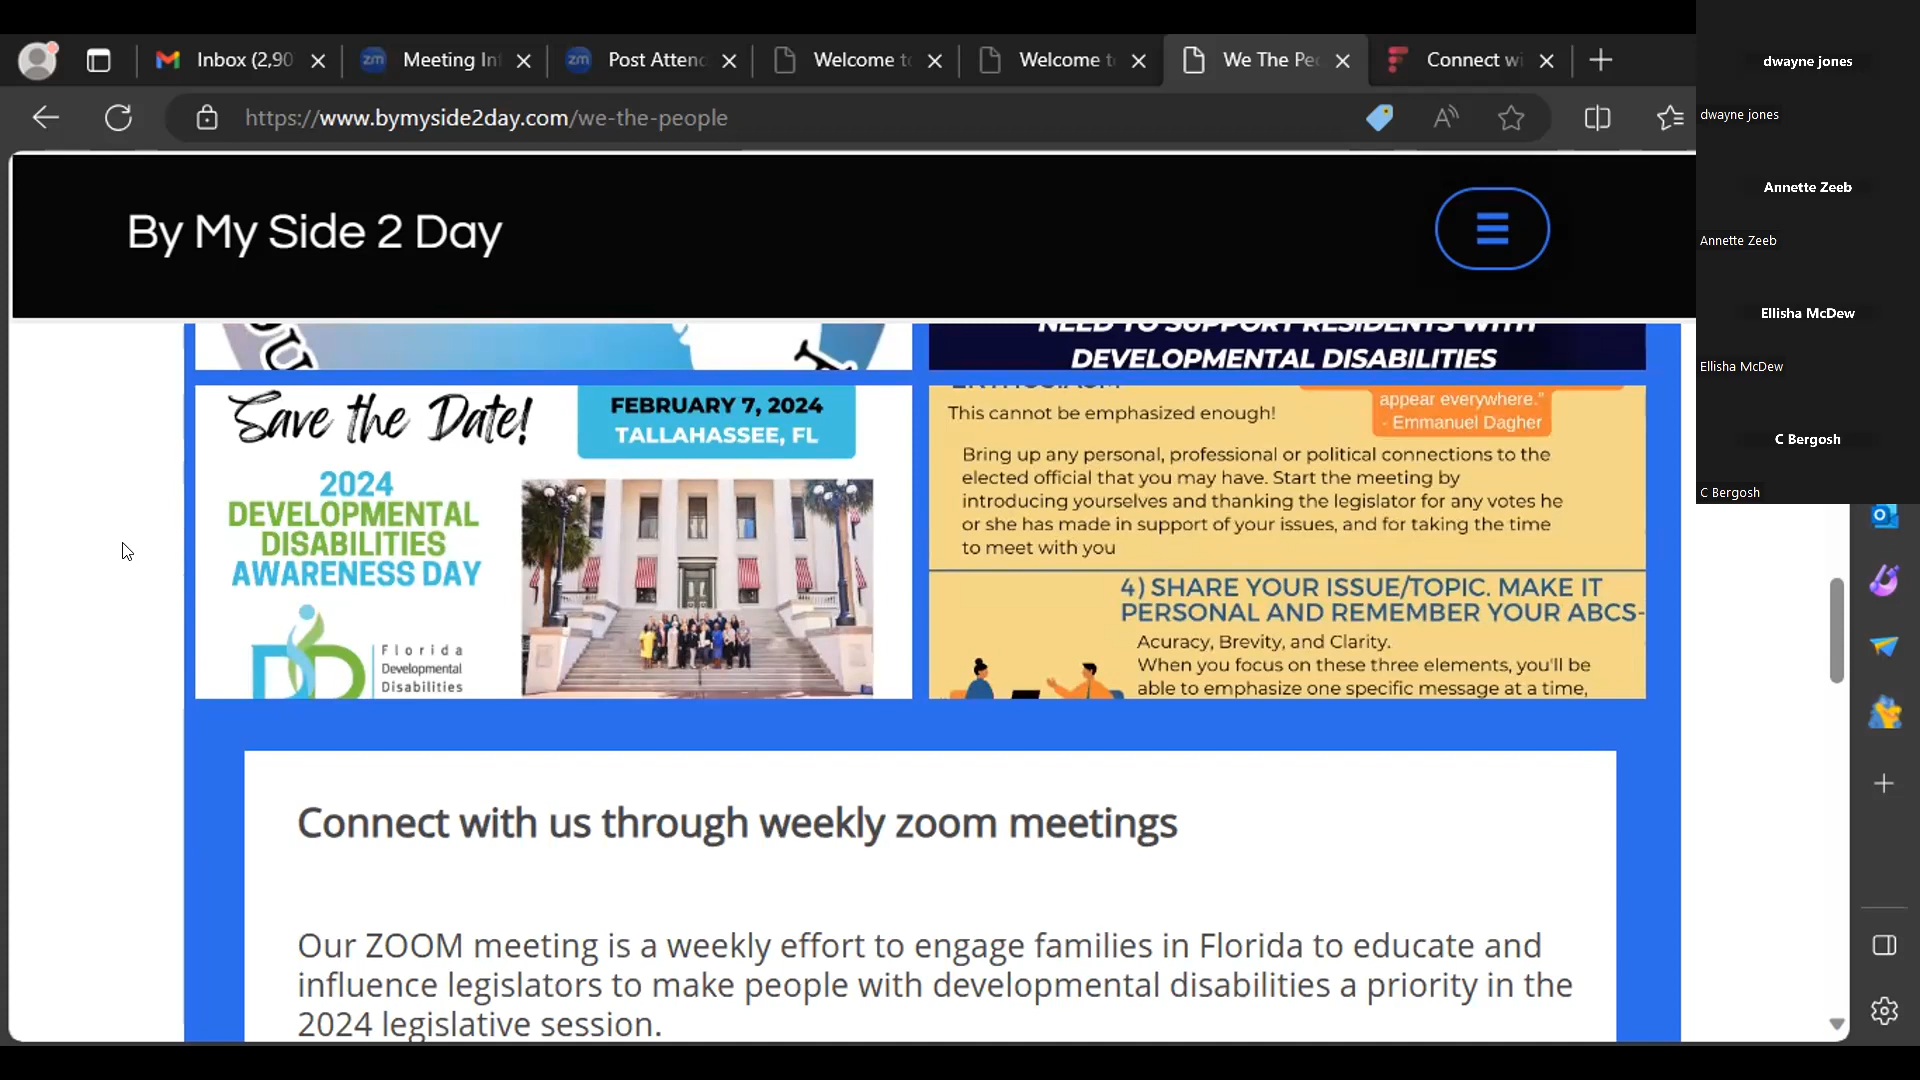 Inbox (2,90
Meeting In
Post Atten
Welcome t
Welcome t
We The Pe
Connect w
https://www.bymyside2day.com/we-the-people
dwayne jones
dwayne jones
Annette Zeeb
Annette Zeeb
Ellisha McDew
Ellisha McDew
C Bergosh
C Bergosh
By My Side 2 Day
NEED TO SUPPORT RESIDENTS WITH
DEVELOPMENTAL DISABILITIES
Save the Date!
FEBRUARY 7, 2024
TALLAHASSEE, FL
2024
DEVELOPMENTAL
DISABILITIES
AWARENESS DAY
DD
Florida
Developmental
Disabilities
ENTHUSIASM
appear everywhere."
- Emmanuel Dagher
This cannot be emphasized enough!
Bring up any personal, professional or political connections to the
elected official that you may have. Start the meeting by
introducing yourselves and thanking the legislator for any votes he
or she has made in support of your issues, and for taking the time
to meet with you
4) SHARE YOUR ISSUE/TOPIC. MAKE IT
PERSONAL AND REMEMBER YOUR ABCS-
Acuracy, Brevity, and Clarity.
When you focus on these three elements, you'll be
able to emphasize one specific message at a time,
Connect with us through weekly zoom meetings
Our ZOOM meeting is a weekly effort to engage families in Florida to educate and
influence legislators to make people with developmental disabilities a priority in the
2024 legislative session.